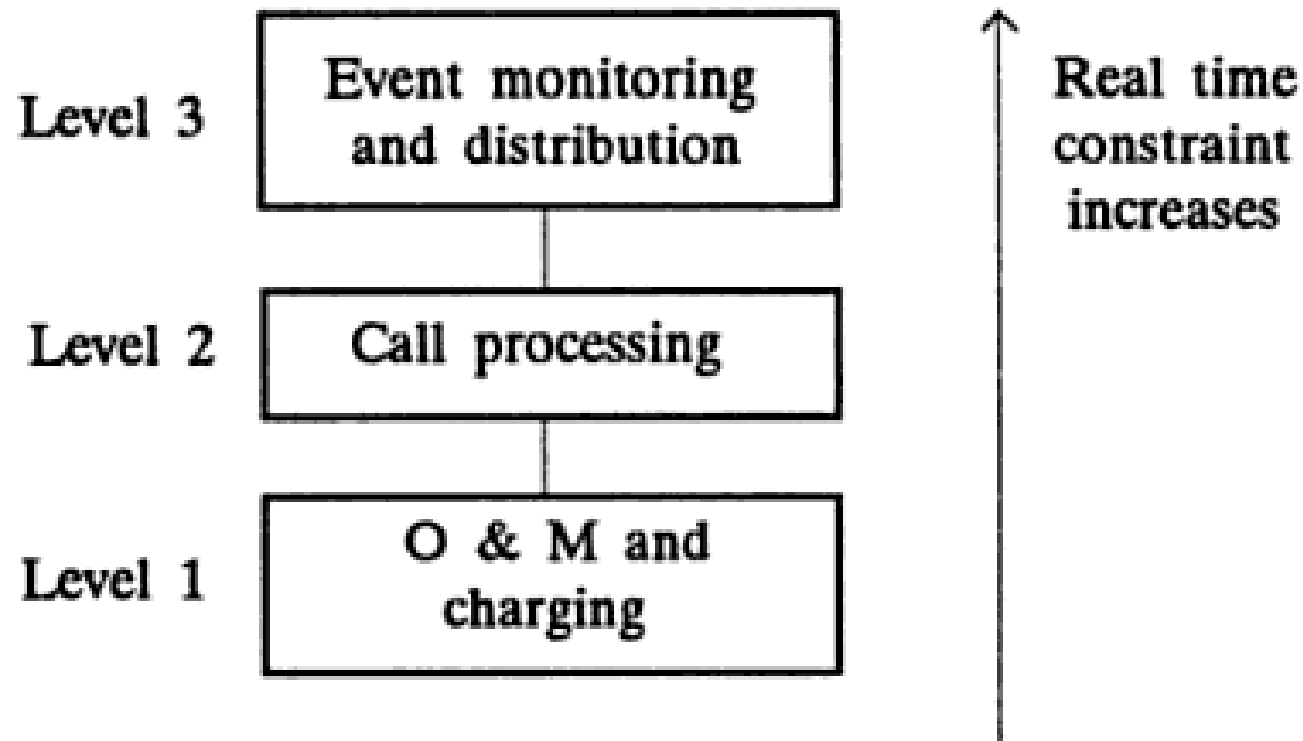 Level 3
Event monitoring
and distribution
Real time
constraint
increases
Level 2
Call processing
Level 1
O & M and
charging